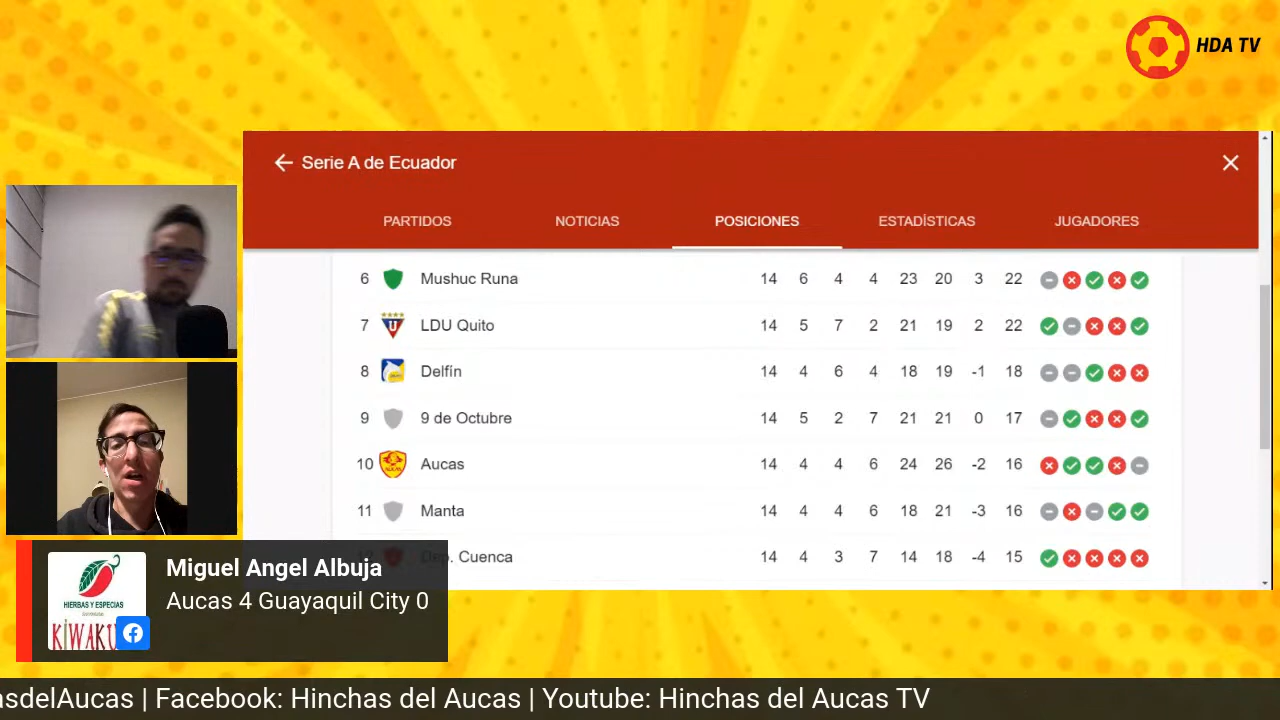 HDA TV
Serie A de Ecuador
PARTIDOS NOTICIAS POSICIONES ESTADÍSTICAS JUGADORES
6 Mushuc Runa 14 6 4 4 23 20 3 22
7 LDU Quito 14 5 7 2 21 19 2 22
8 Delfín 14 4 6 4 18 19 -1 18
9 9 de Octubre 14 5 2 7 21 21 0 17
10 AUCAS Aucas 14 4 4 6 24 26 -2 16
11 Manta 14 4 4 6 18 21 -3 16
12 Dep. Cuenca 14 4 3 7 14 18 -4 15
HIERBAS Y ESPECIAS
Miguel Angel Albuja
Aucas 4 Guayaquil City 0
asdelAucas | Facebook: Hinchas del Aucas | Youtube: Hinchas del Aucas TV